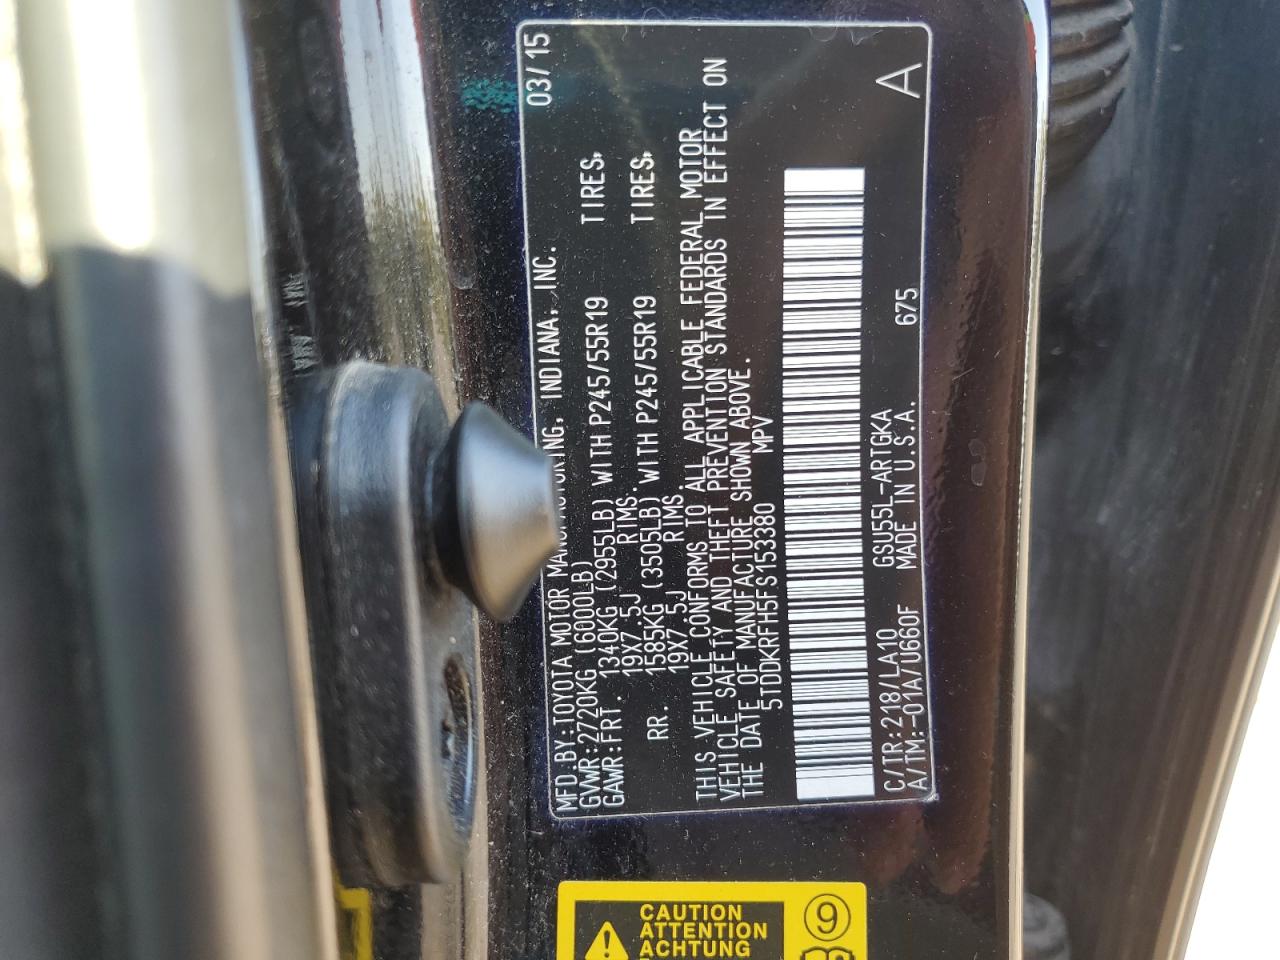 MFD.BY:TOYOTA MOTOR MANUFACTURING, INDIANA, INC. 03/15
GVWR:2720KG (6000LB)
GAWR:FRT. 1340KG (2955LB) WITH P245/55R19 TIRES,
19X7.5J RIMS.
RR. 1585KG (3505LB) WITH P245/55R19 TIRES,
19X7.5J RIMS.
THIS VEHICLE CONFORMS TO ALL APPLICABLE FEDERAL MOTOR
VEHICLE SAFETY AND THEFT PREVENTION STANDARDS IN EFFECT ON
THE DATE OF MANUFACTURE SHOWN ABOVE.
5TDDKRFH5FS153380 MPV
C/TR:218/LA10 GSU55L-ARTGKA
A/TM:-01A/U660F MADE IN U.S.A. 675 A
CAUTION
ATTENTION
ACHTUNG
9